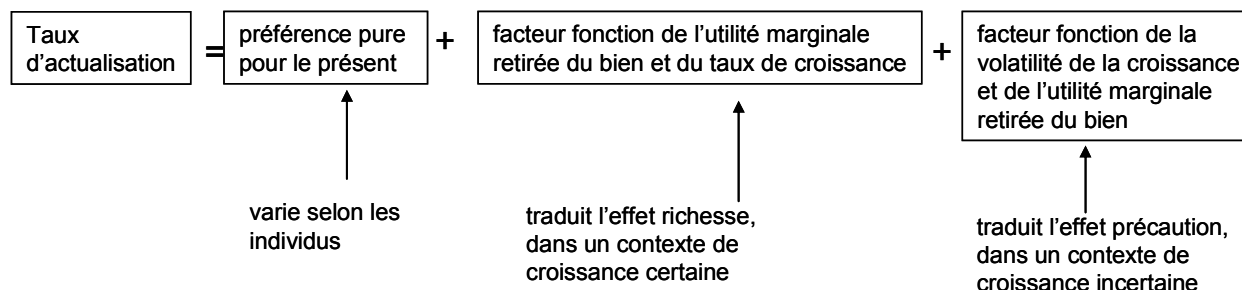 Taux
d’actualisation
=
préférence pure
pour le présent
+
facteur fonction de l’utilité marginale
retirée du bien et du taux de croissance
+
facteur fonction de la
volatilité de la croissance
et de l’utilité marginale
retirée du bien
varie selon les
individus
traduit l’effet richesse,
dans un contexte de
croissance certaine
traduit l’effet précaution,
dans un contexte de
croissance incertaine